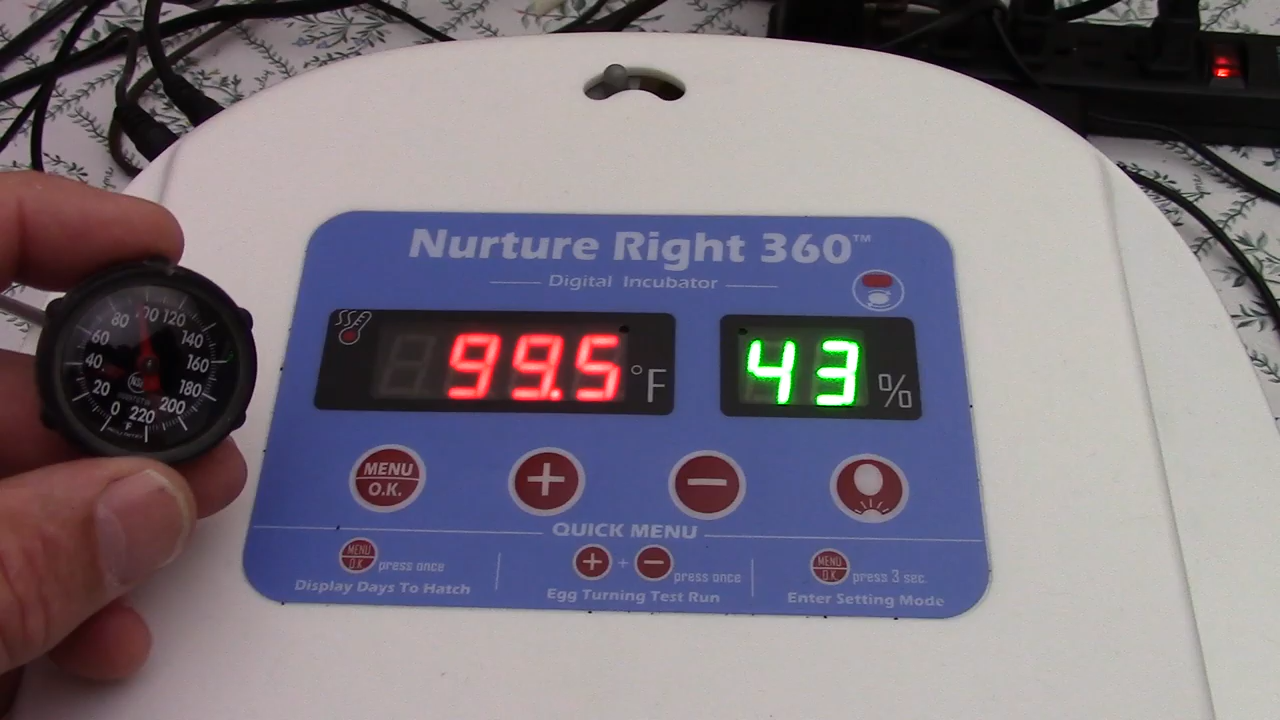 Nurture Right 360™
Digital Incubator
99.5 °F
43 %
MENU
O.K.
+
−
QUICK MENU
MENU
O.K
press once
Display Days To Hatch
+ + −
press once
Egg Turning Test Run
MENU
O.K
press 3 sec.
Enter Setting Mode
0
20
40
60
80
120
140
160
180
200
220
°F
NSF